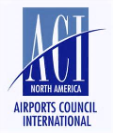 ACI
NORTH AMERICA
AIRPORTS COUNCIL
INTERNATIONAL